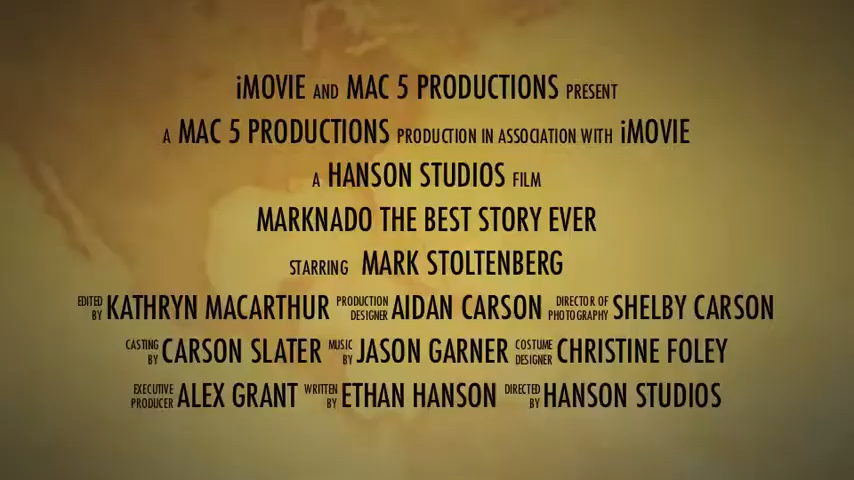 iMOVIE AND MAC 5 PRODUCTIONS PRESENT
A MAC 5 PRODUCTIONS PRODUCTION IN ASSOCIATION WITH iMOVIE
A HANSON STUDIOS FILM
MARKNADO THE BEST STORY EVER
STARRING MARK STOLTENBERG
EDITED BY KATHRYN MACARTHUR PRODUCTION DESIGNER AIDAN CARSON DIRECTOR OF PHOTOGRAPHY SHELBY CARSON
CASTING BY CARSON SLATER MUSIC BY JASON GARNER COSTUME DESIGNER CHRISTINE FOLEY
EXECUTIVE PRODUCER ALEX GRANT WRITTEN BY ETHAN HANSON DIRECTED BY HANSON STUDIOS